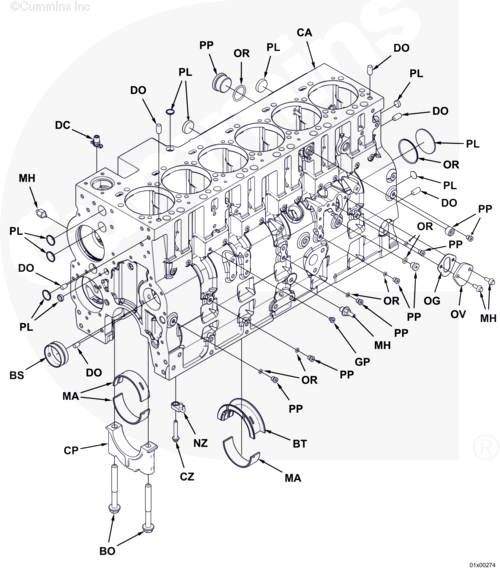 ©Cummins Inc
CA
PP
OR
DO
PL
PL
PL
DO
DO
DC
PL
OR
MH
PL
DO
PL
OR
PP
PP
DO
OG
OV
PP
MH
PL
OR
PP
BS
DO
MH
GP
MA
OR
PP
PP
CP
NZ
BT
CZ
MA
BO
®
01x00274